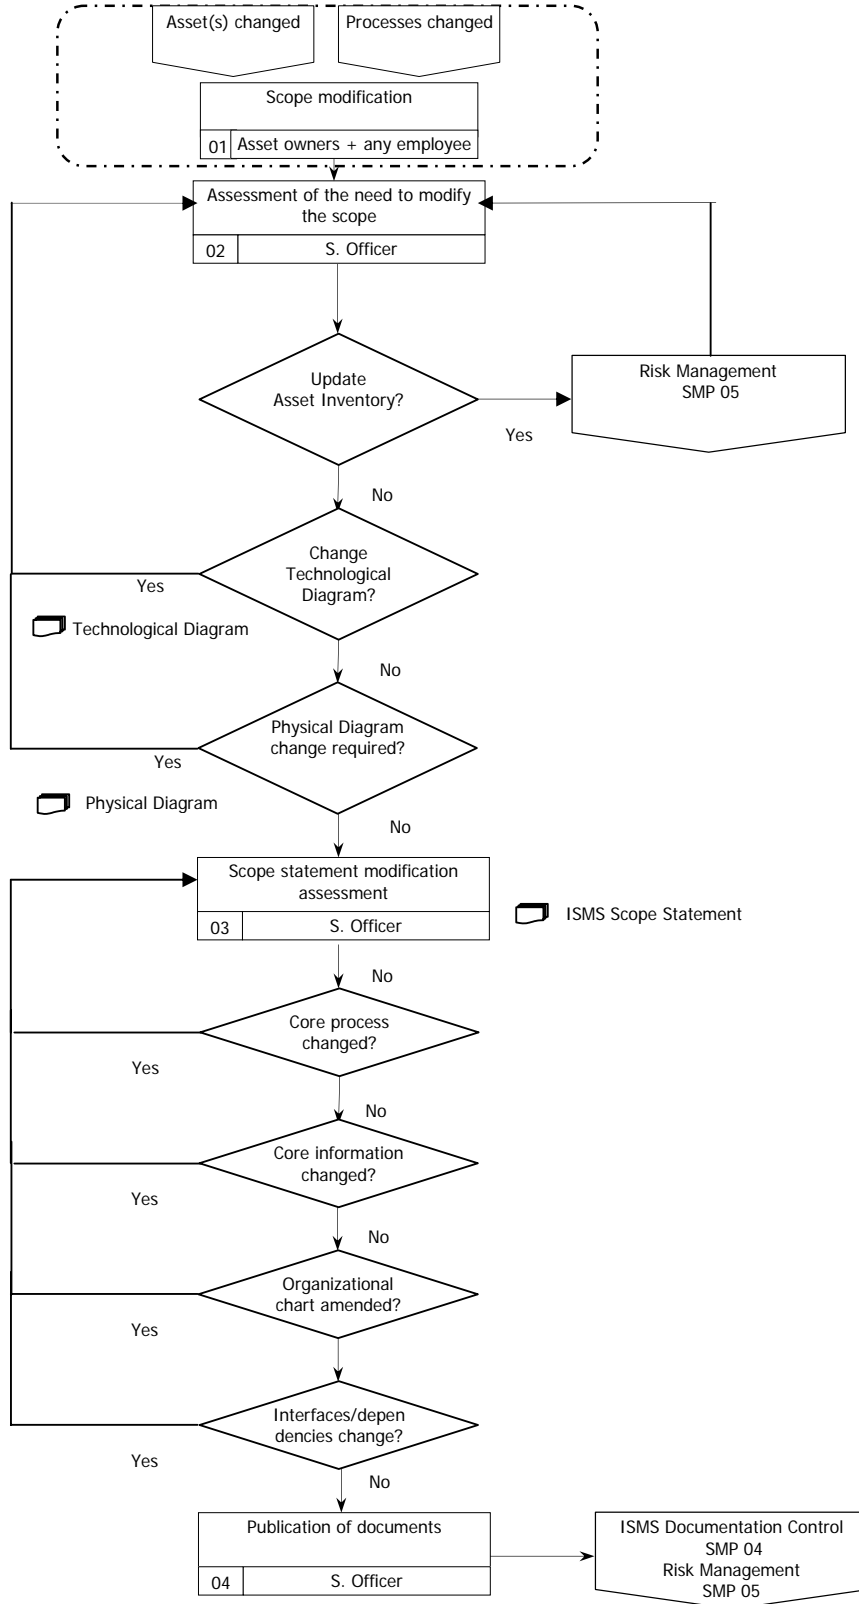 Asset(s) changed
Processes changed
Scope modification
01 Asset owners + any employee
Assessment of the need to modify
the scope
02 S. Officer
Update
Asset Inventory?
Risk Management
SMP 05
Yes
No
Change
Technological
Diagram?
Yes
Technological Diagram
No
Physical Diagram
change required?
Yes
Physical Diagram
No
Scope statement modification
assessment
03 S. Officer
ISMS Scope Statement
No
Core process
changed?
Yes
No
Core information
changed?
Yes
No
Organizational
chart amended?
Yes
Interfaces/depen
dencies change?
Yes
No
Publication of documents
04 S. Officer
ISMS Documentation Control
SMP 04
Risk Management
SMP 05